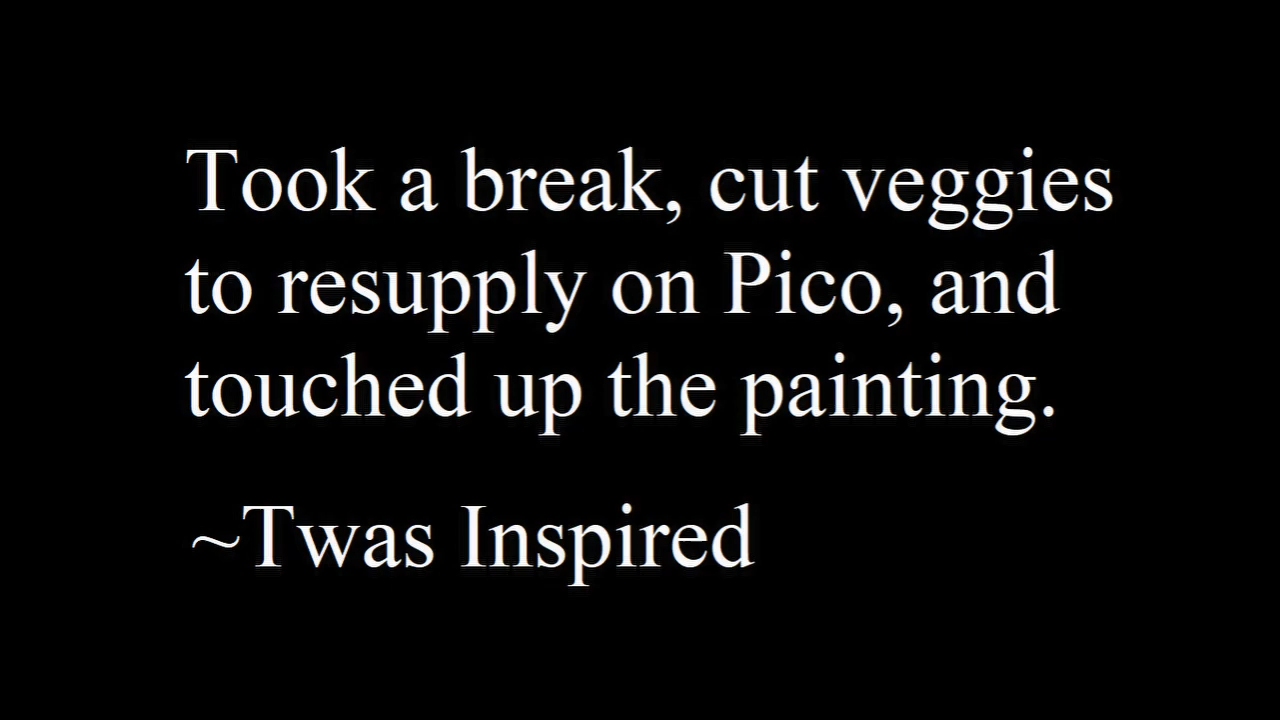 Took a break, cut veggies
to resupply on Pico, and
touched up the painting.
~Twas Inspired